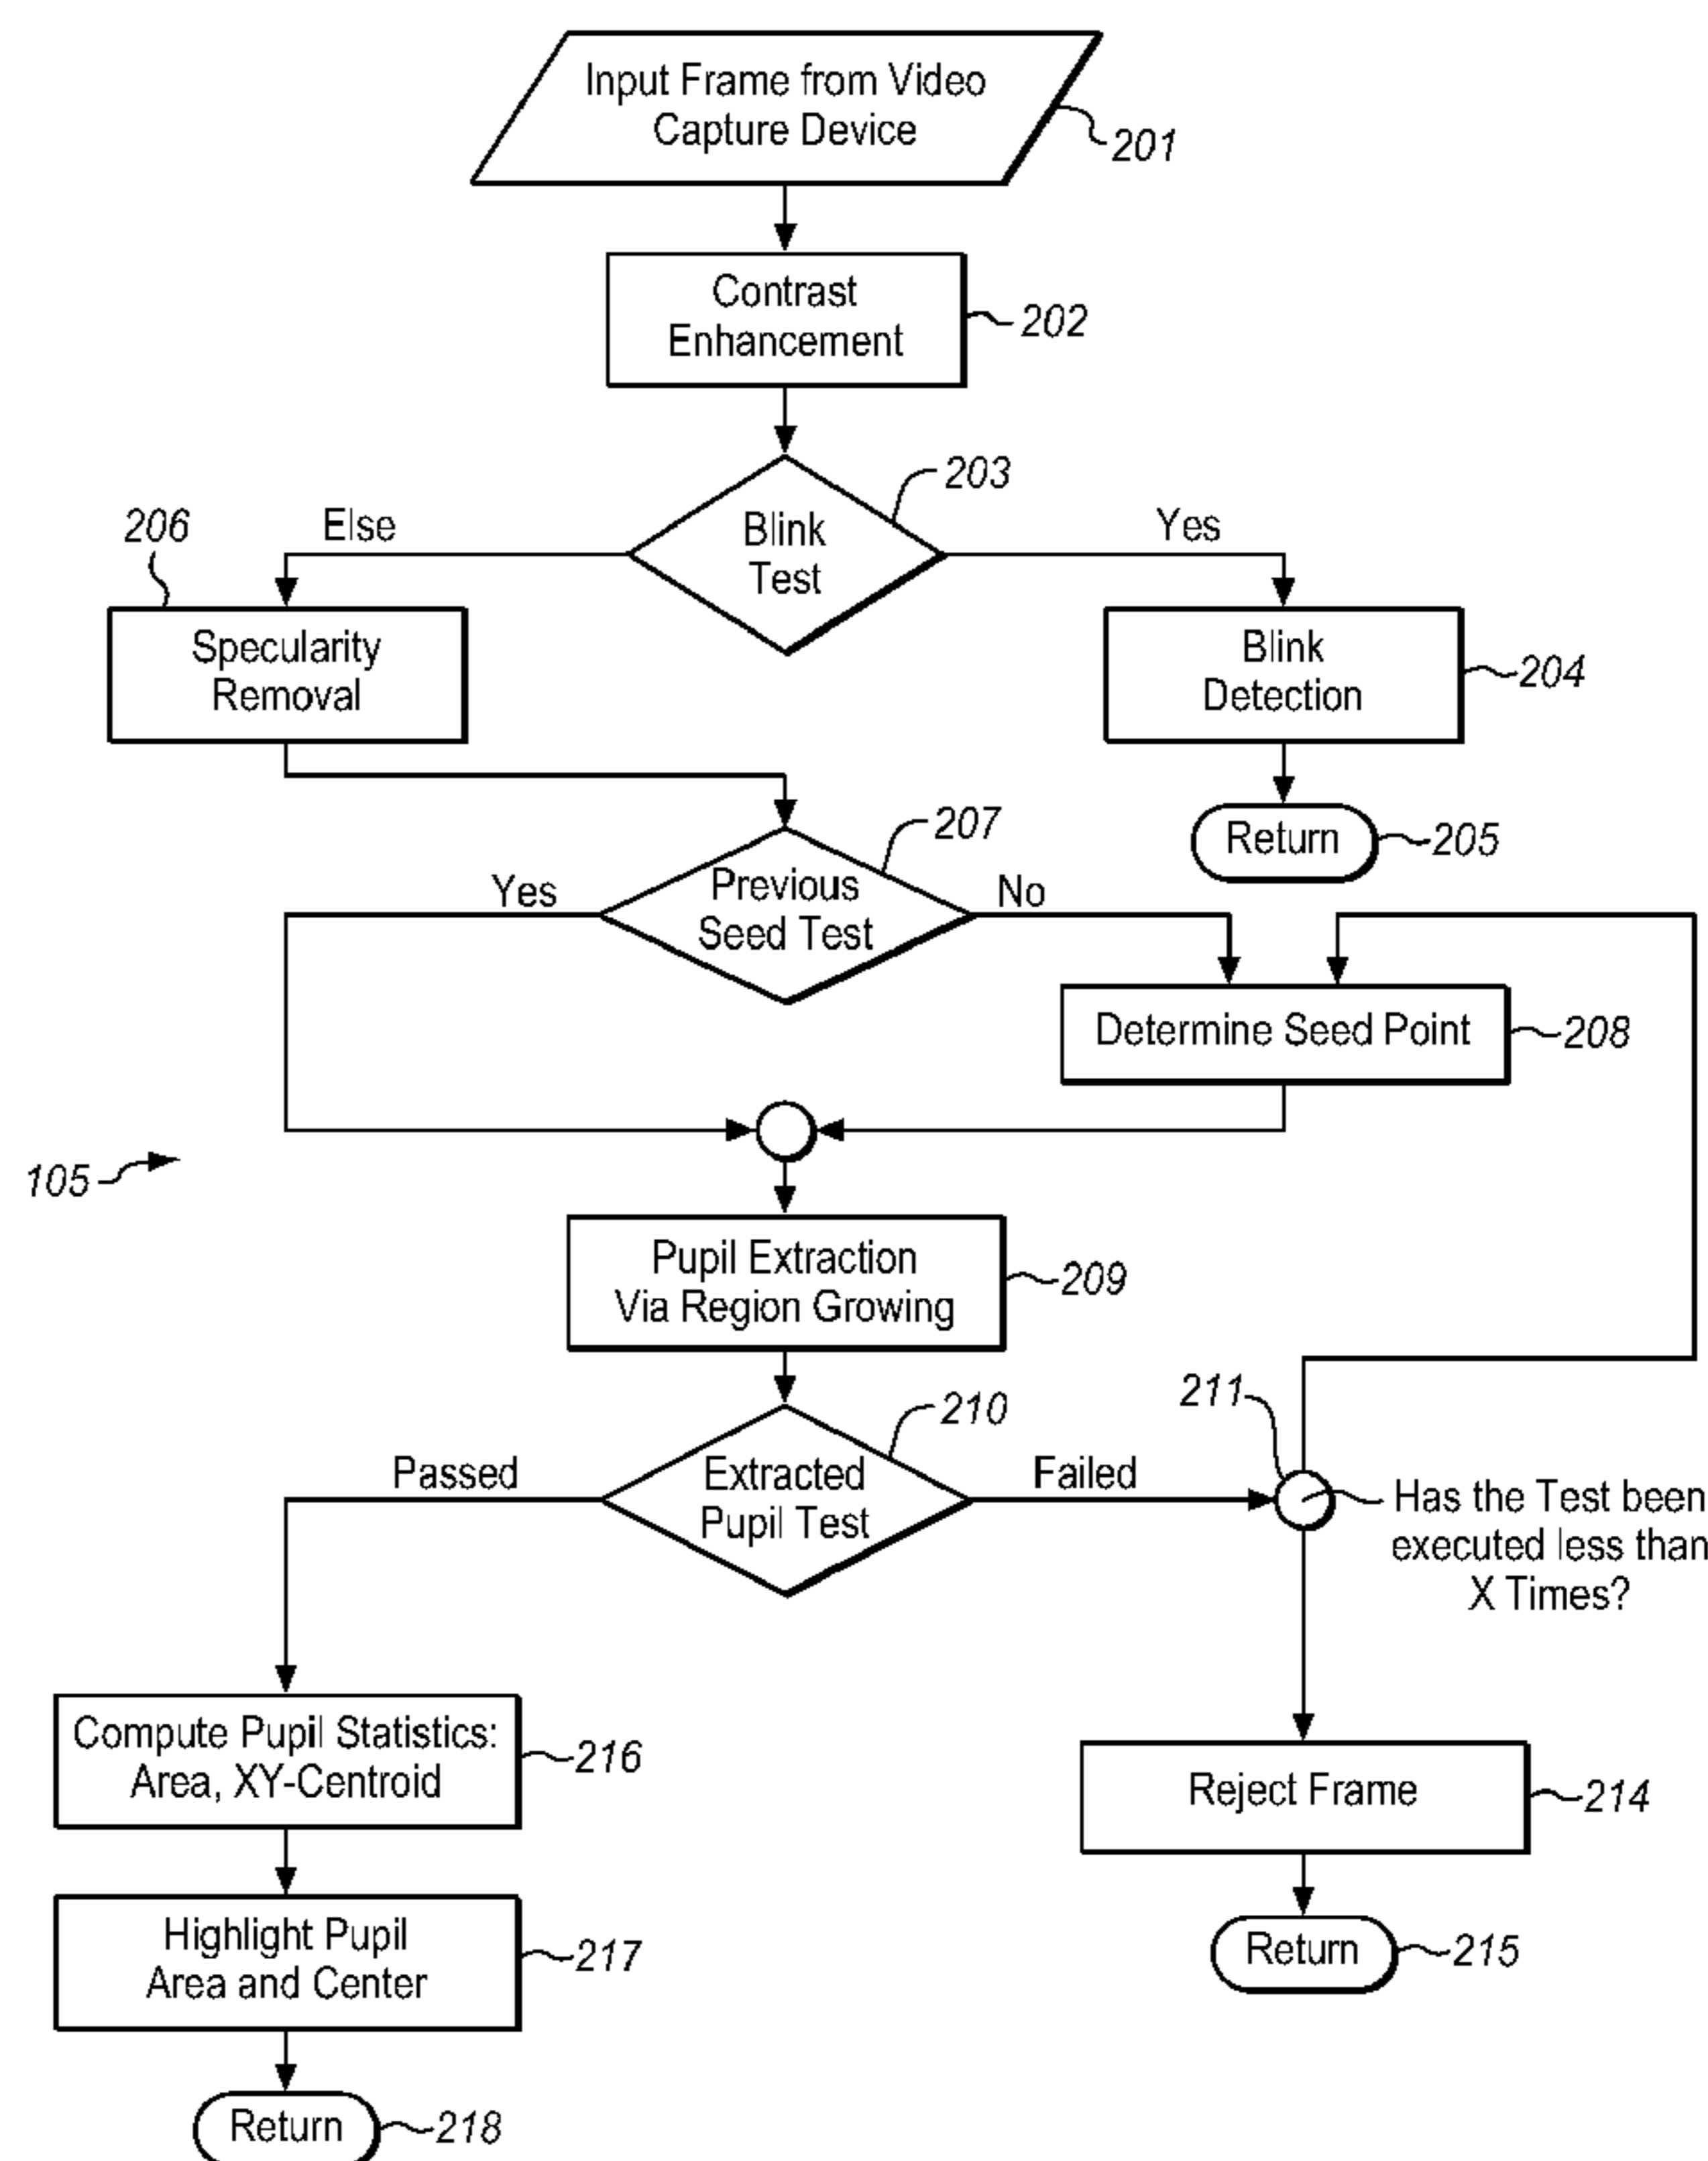 Input Frame from Video
Capture Device
201
Contrast
Enhancement
202
203
Blink
Test
Else
Yes
206
Specularity
Removal
Blink
Detection
204
Return
205
207
Previous
Seed Test
Yes
No
Determine Seed Point
208
105
Pupil Extraction
Via Region Growing
209
210
Extracted
Pupil Test
Passed
Failed
211
Has the Test been
executed less than
X Times?
Compute Pupil Statistics:
Area, XY-Centroid
216
Reject Frame
214
Highlight Pupil
Area and Center
217
Return
215
Return
218